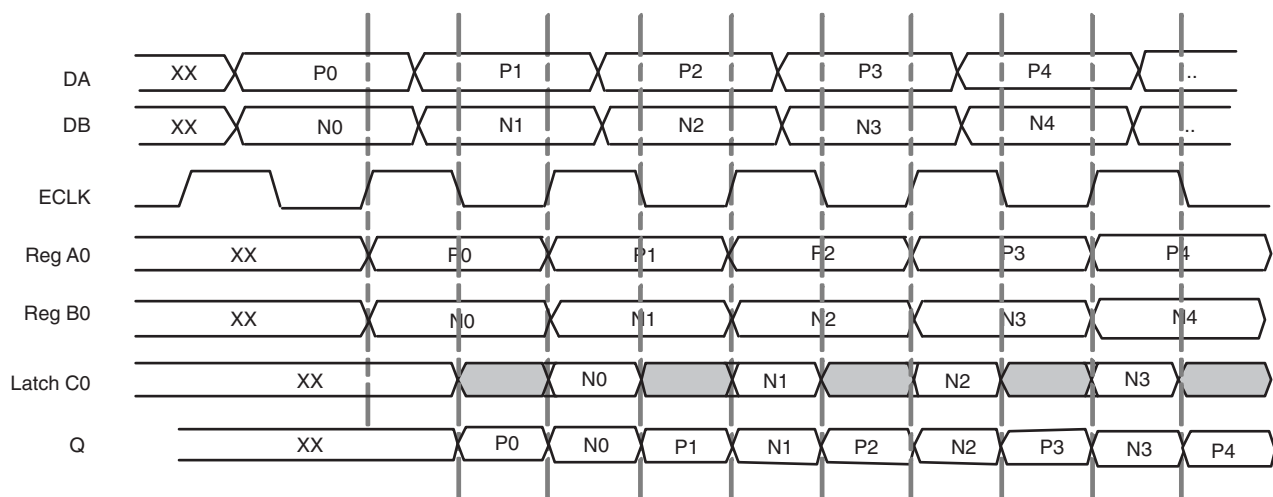 DA XX P0 P1 P2 P3 P4 ..
DB XX N0 N1 N2 N3 N4 ..
ECLK
Reg A0 XX P0 P1 P2 P3 P4
Reg B0 XX N0 N1 N2 N3 N4
Latch C0 XX N0 N1 N2 N3
Q XX P0 N0 P1 N1 P2 N2 P3 N3 P4